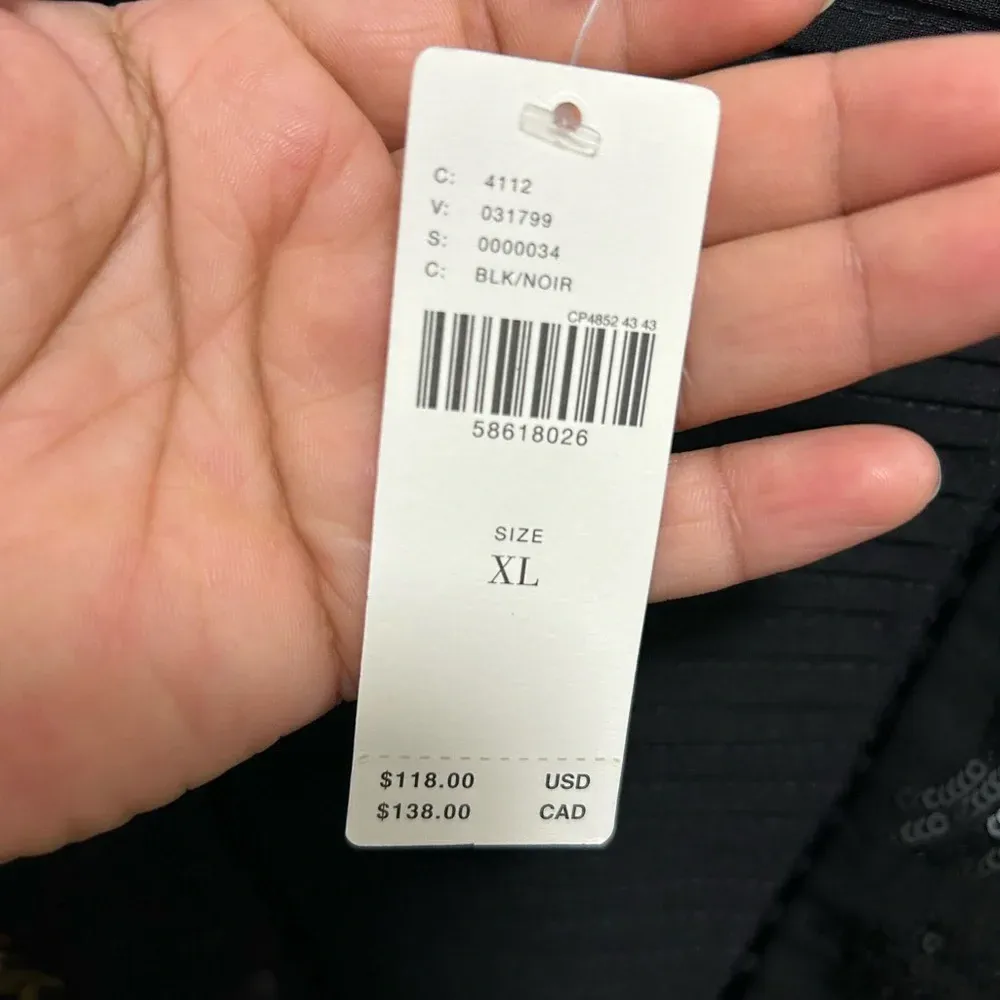 C: 4112
V: 031799
S: 0000034
C: BLK/NOIR
CP4852 43 43
58618026
SIZE
XL
$118.00 USD
$138.00 CAD